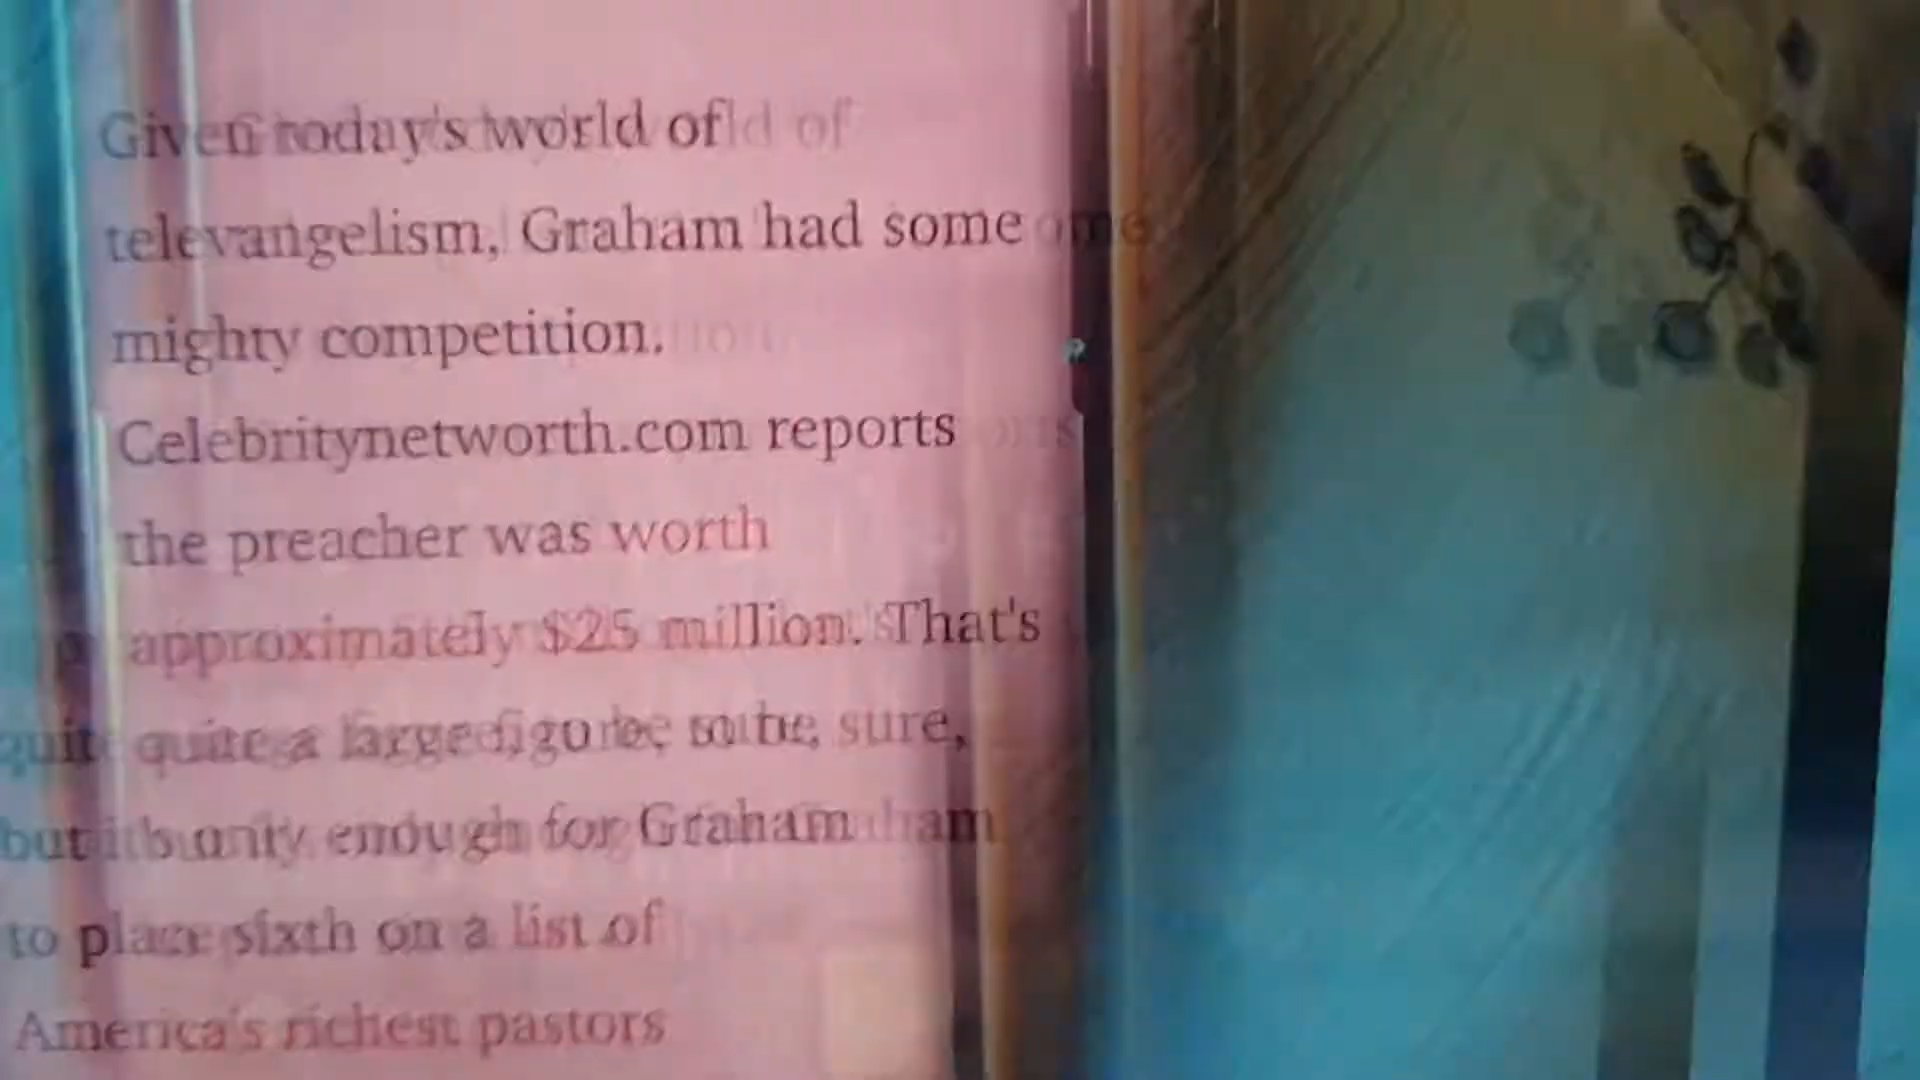 Given today's world of
televangelism, Graham had some
mighty competition.
Celebritynetworth.com reports
the preacher was worth
approximately $25 million. That's
quite a large figure, to be sure,
but it's only enough for Graham
to place sixth on a list of
America's richest pastors